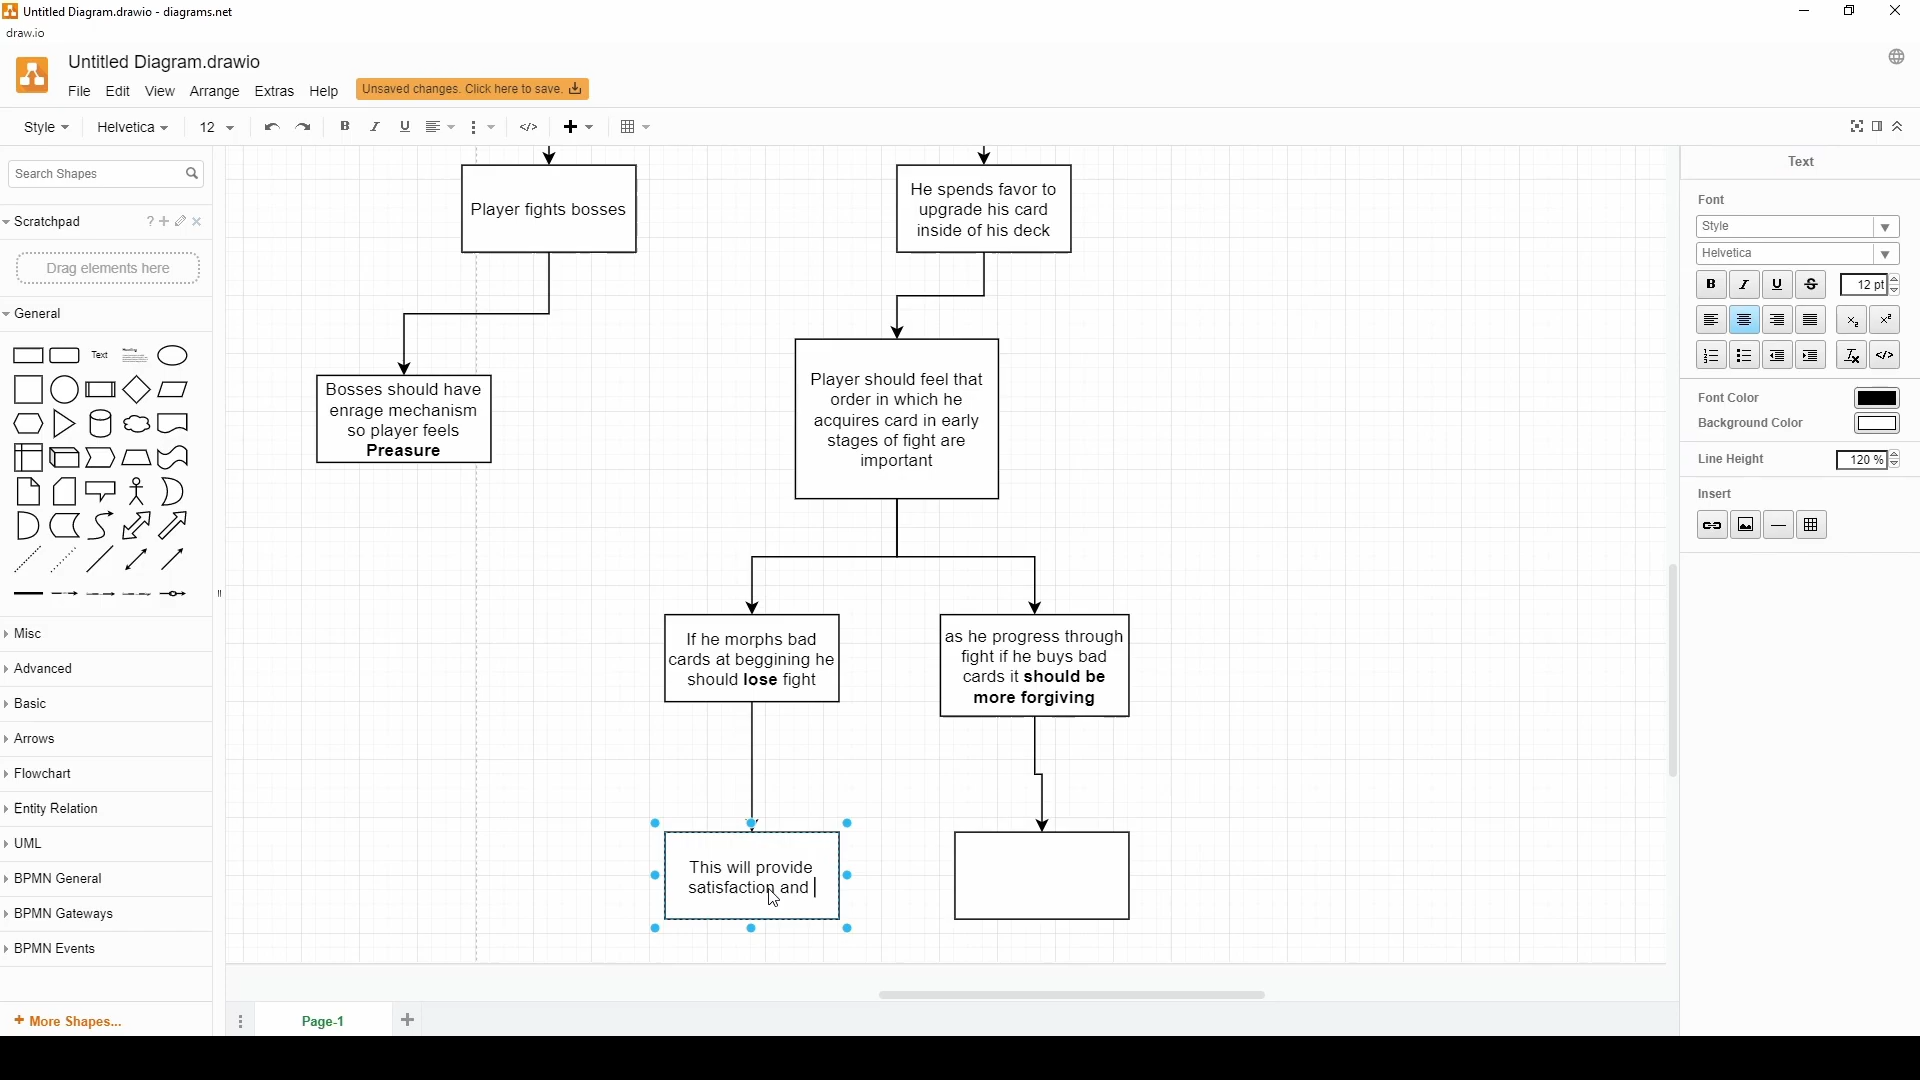 Untitled Diagram.drawio - diagrams.net
draw.io
Untitled Diagram.drawio
File Edit View Arrange Extras Help Unsaved changes. Click here to save.
Style Helvetica 12 B I U </>
Search Shapes
Scratchpad ?
Drag elements here
General
Text
Misc
Advanced
Basic
Arrows
Flowchart
Entity Relation
UML
BPMN General
BPMN Gateways
BPMN Events
+ More Shapes...
Player fights bosses
He spends favor to
upgrade his card
inside of his deck
Bosses should have
enrage mechanism
so player feels
Preasure
Player should feel that
order in which he
acquires card in early
stages of fight are
important
If he morphs bad
cards at beggining he
should lose fight
as he progress through
fight if he buys bad
cards it should be
more forgiving
This will provide
satisfaction and
Page-1
Text
Font
Style
Helvetica
B I U S 12 pt
Font Color
Background Color
Line Height 120 %
Insert